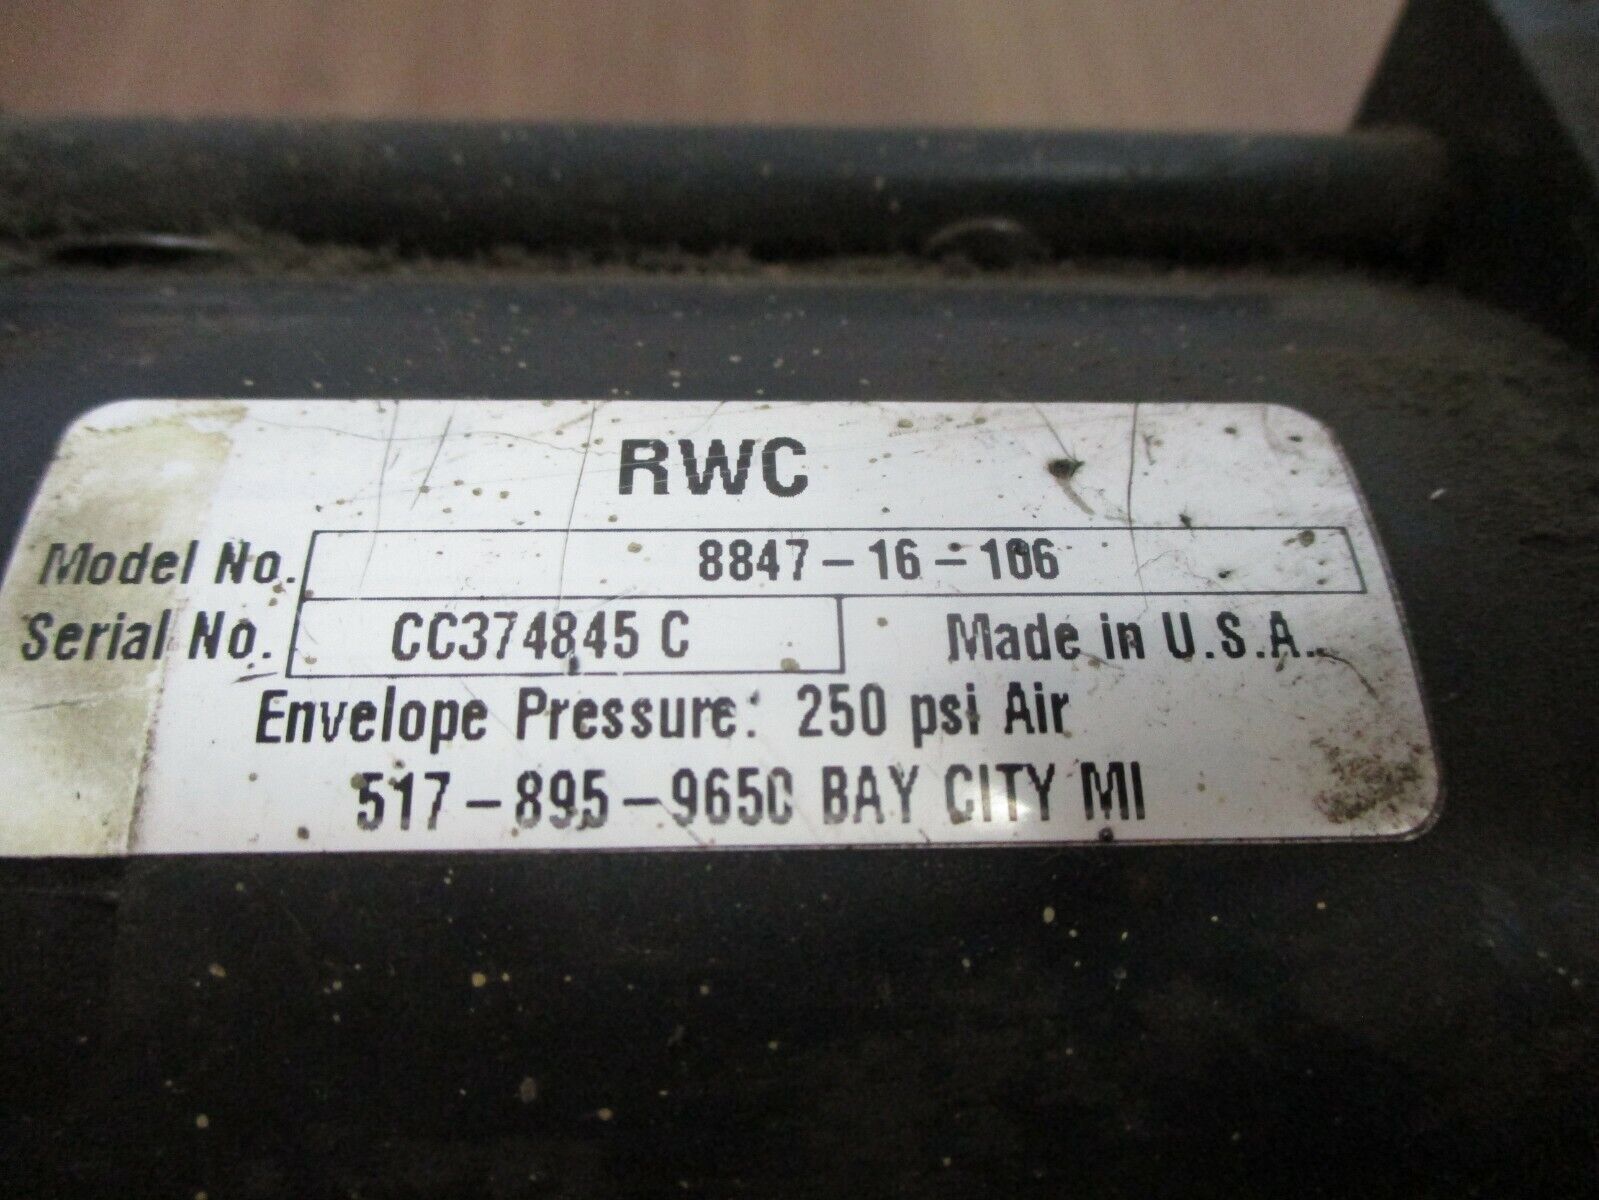 RWC
Model No. 8847-16-106
Serial No. CC374845 C Made in U.S.A.
Envelope Pressure: 250 psi Air
517-895-9650 BAY CITY MI